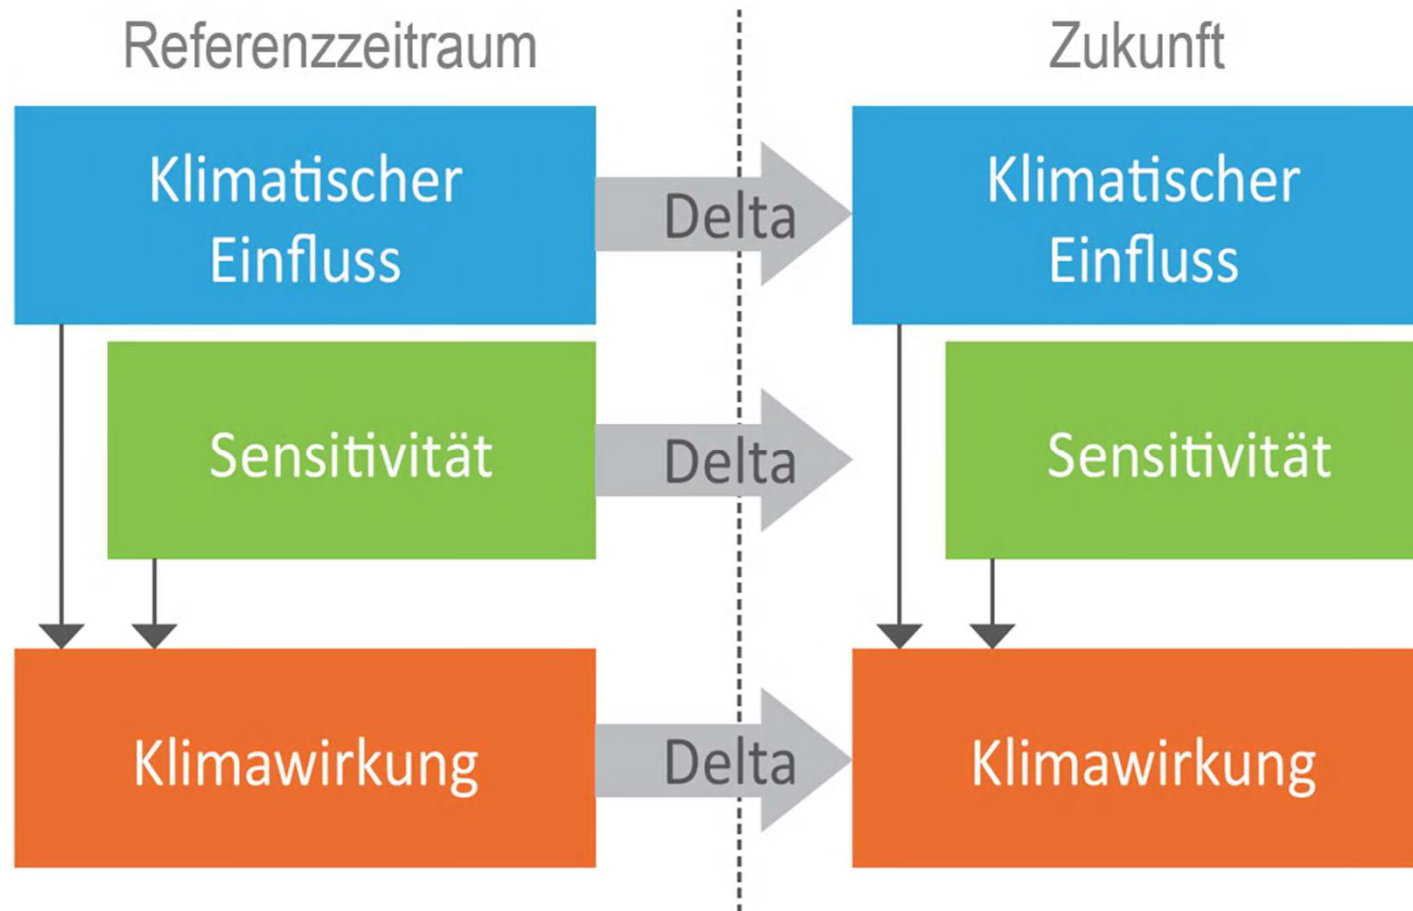 Referenzzeitraum
Zukunft
Klimatischer
Einfluss
Delta
Klimatischer
Einfluss
Sensitivität
Delta
Sensitivität
Klimawirkung
Delta
Klimawirkung